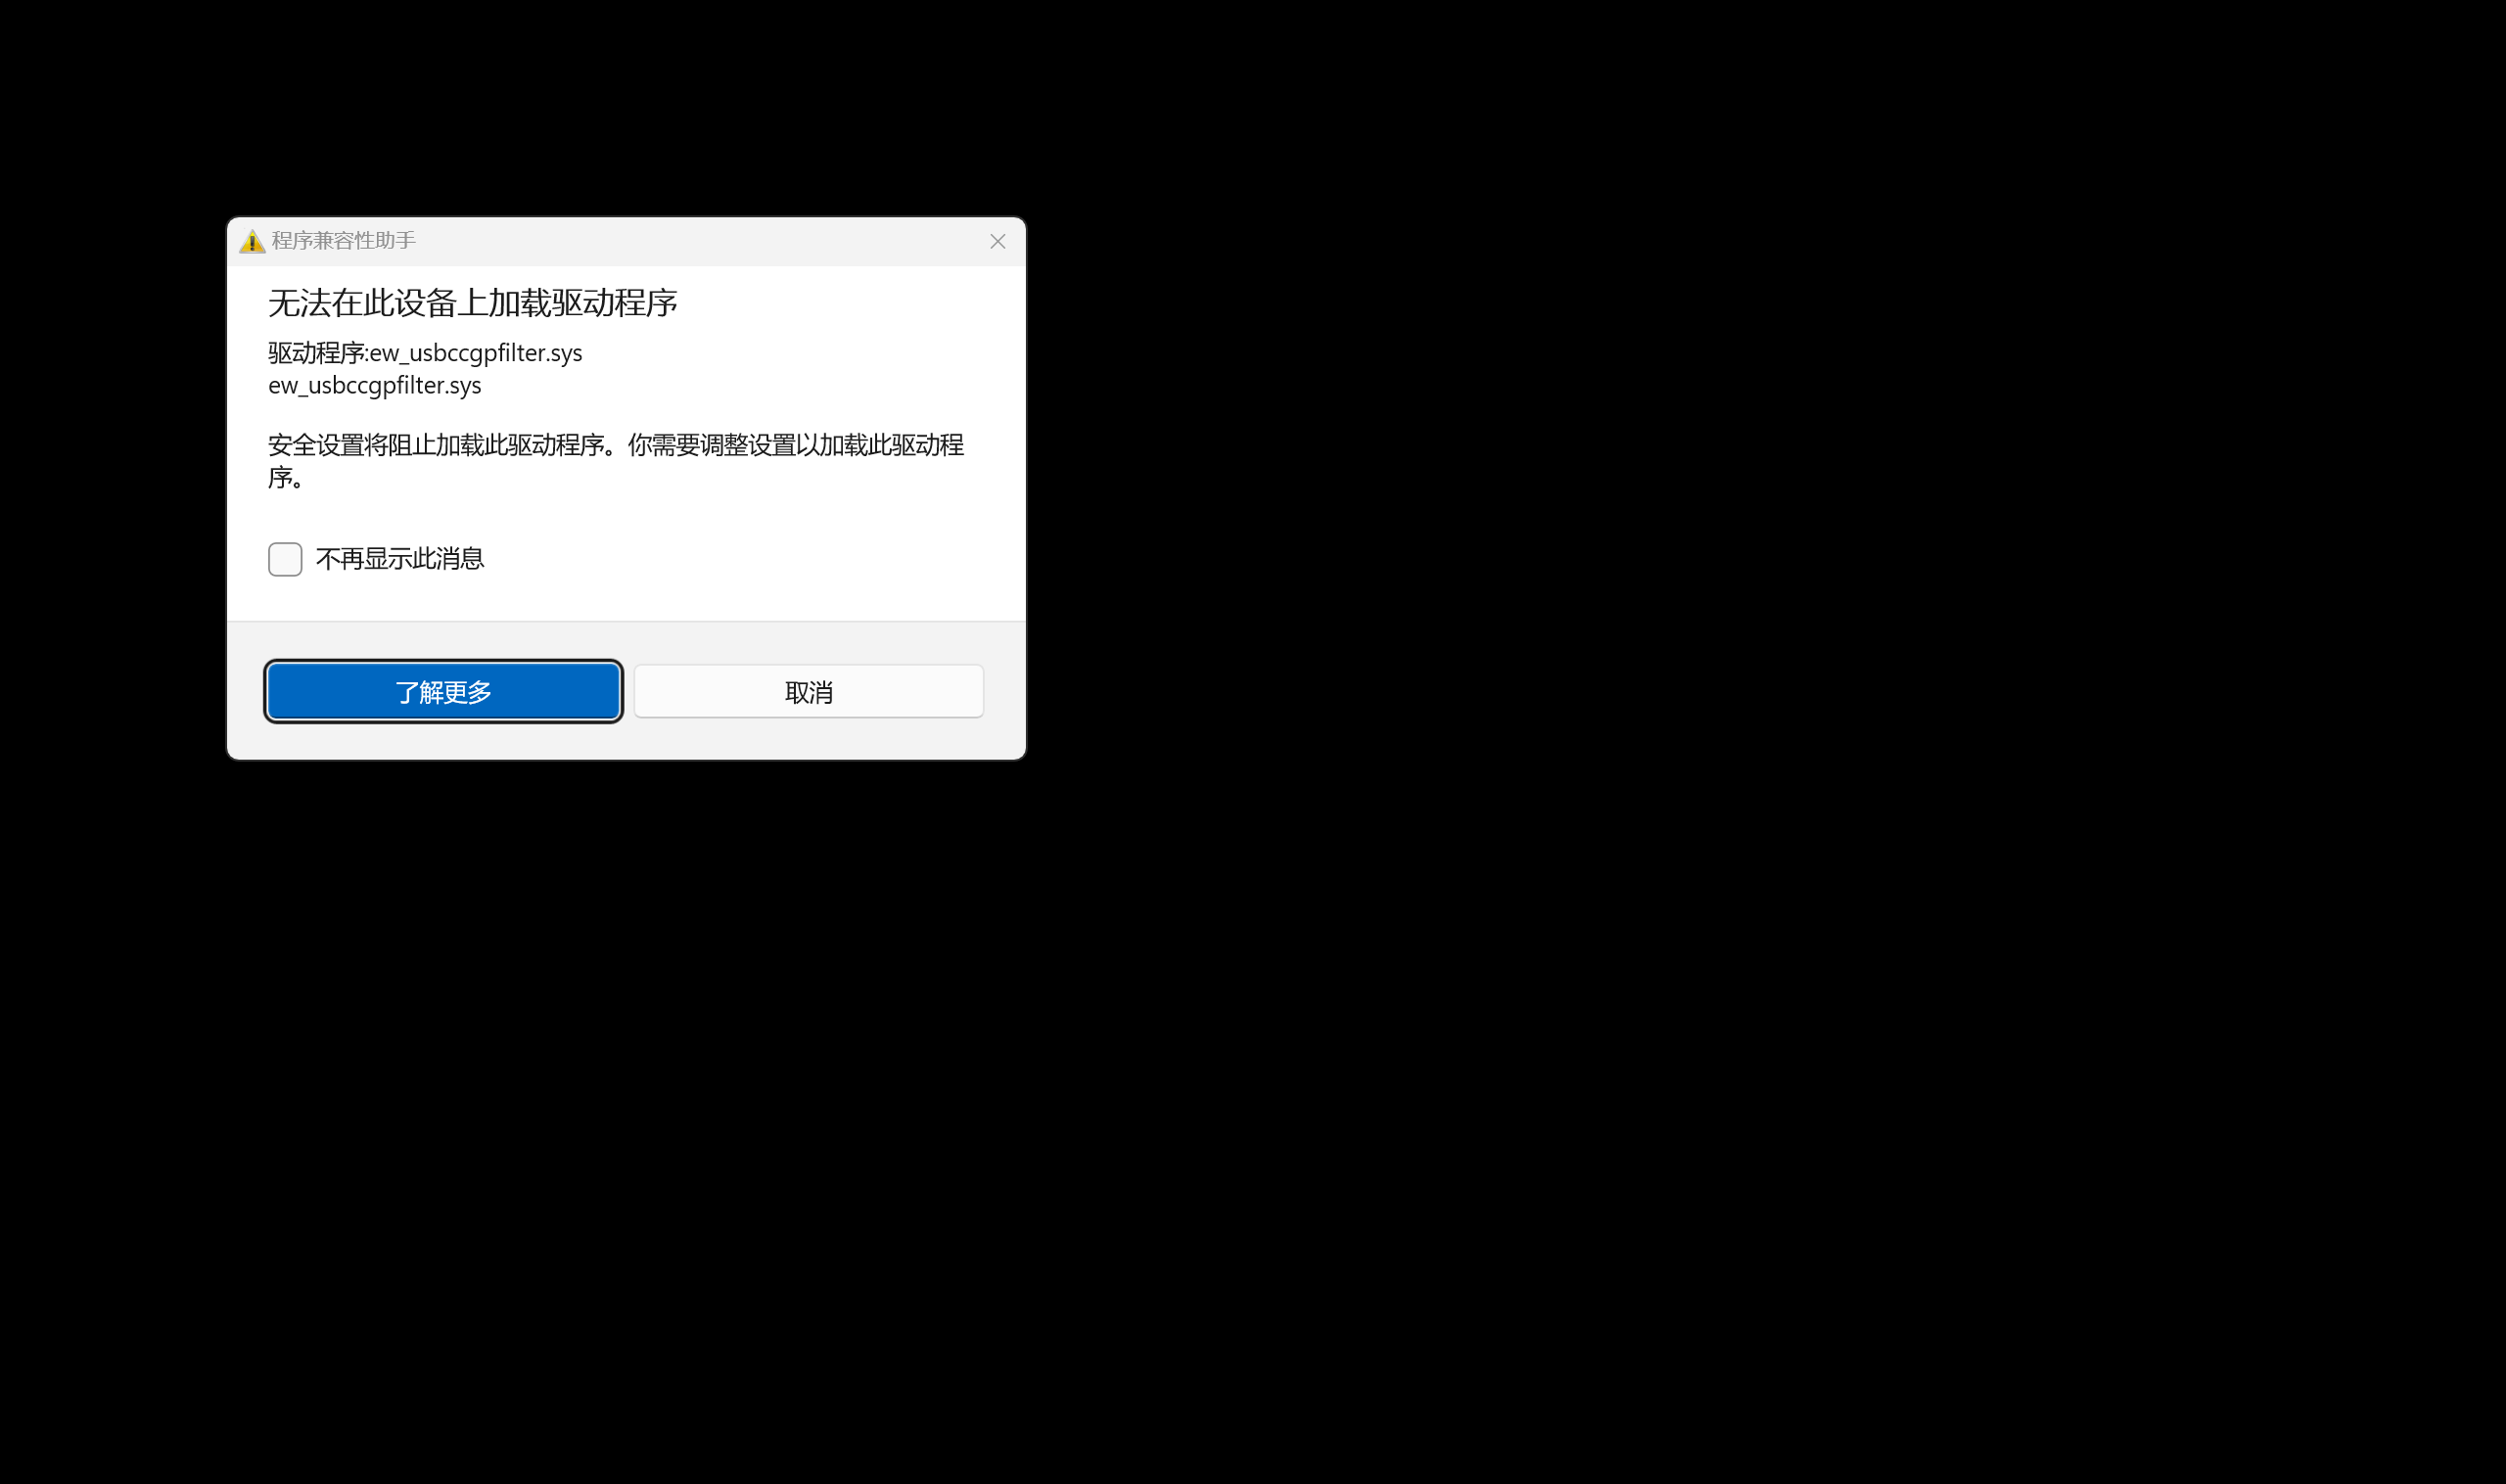 程序兼容性助手
无法在此设备上加载驱动程序
驱动程序:ew_usbccgpfilter.sys
ew_usbccgpfilter.sys
安全设置将阻止加载此驱动程序。你需要调整设置以加载此驱动程
序。
不再显示此消息
了解更多
取消